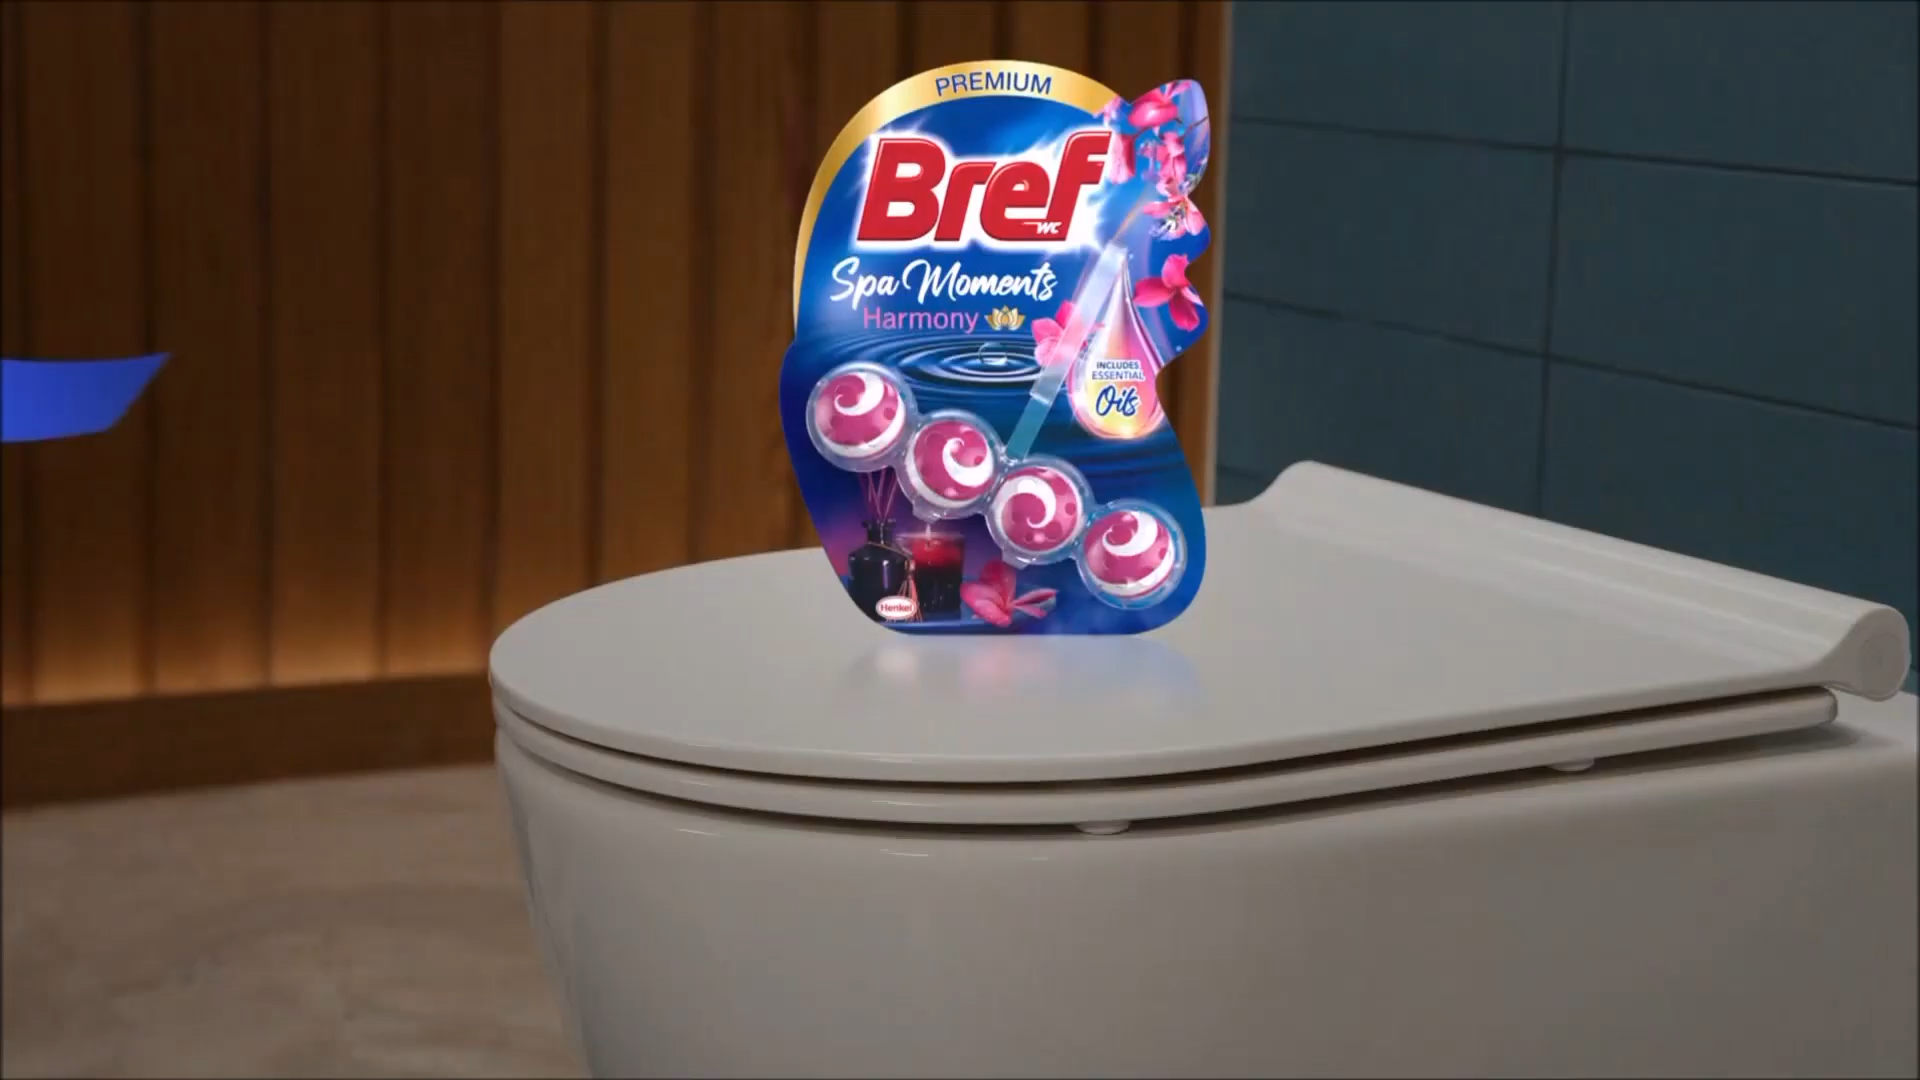 PREMIUM
Bref
WC
Spa Moments
Harmony
INCLUDES
ESSENTIAL
Oils
Henkel